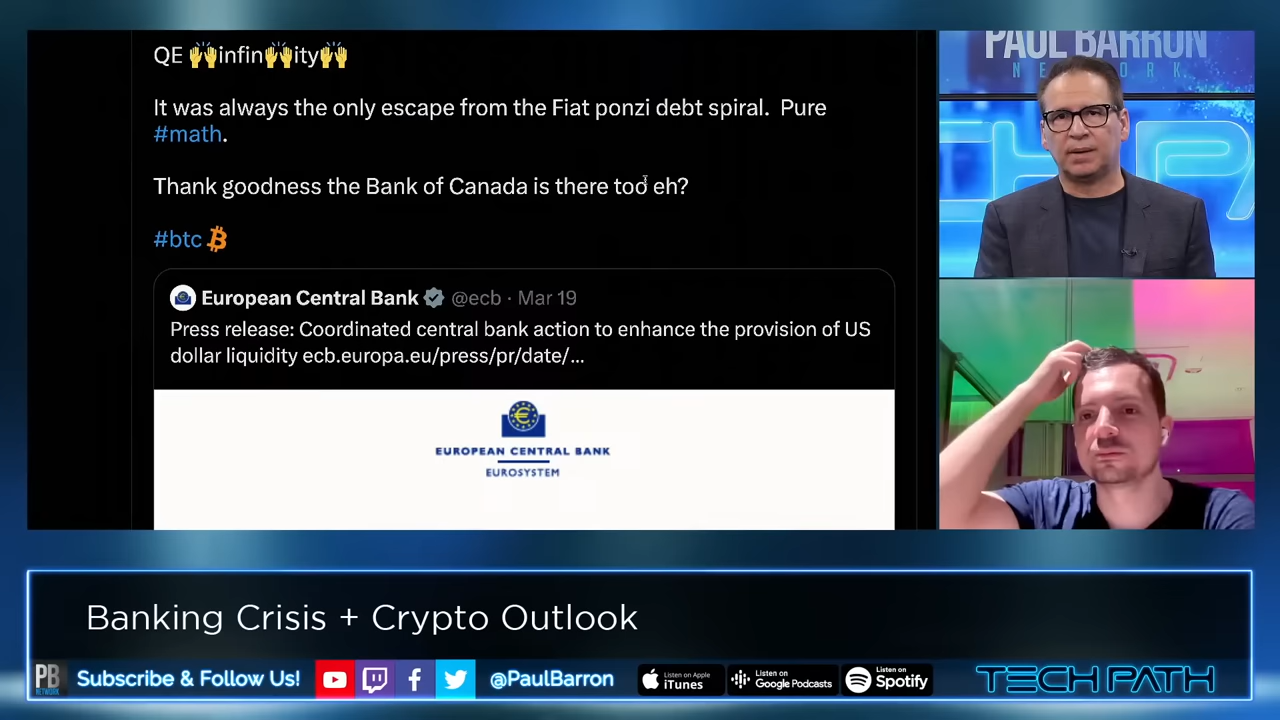 QE 🙌infin🙌ity🙌
It was always the only escape from the Fiat ponzi debt spiral. Pure
#math.
Thank goodness the Bank of Canada is there too eh?
#btc
European Central Bank @ecb · Mar 19
Press release: Coordinated central bank action to enhance the provision of US
dollar liquidity ecb.europa.eu/press/pr/date/...
EUROPEAN CENTRAL BANK
EUROSYSTEM
PAUL BARRON
NETWORK
Banking Crisis + Crypto Outlook
PB
NETWORK
Subscribe & Follow Us!
@PaulBarron
Listen on Apple
iTunes
Listen on
Google Podcasts
Listen on
Spotify
TECH PATH